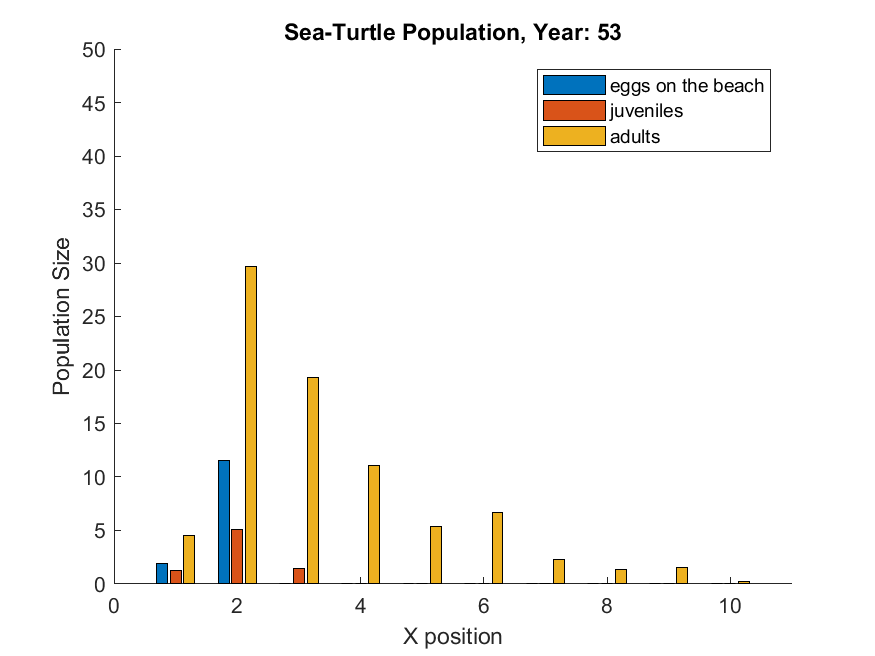 Sea-Turtle Population, Year: 53
50
45
40
35
30
25
20
15
10
5
0
Population Size
eggs on the beach
juveniles
adults
0 2 4 6 8 10
X position